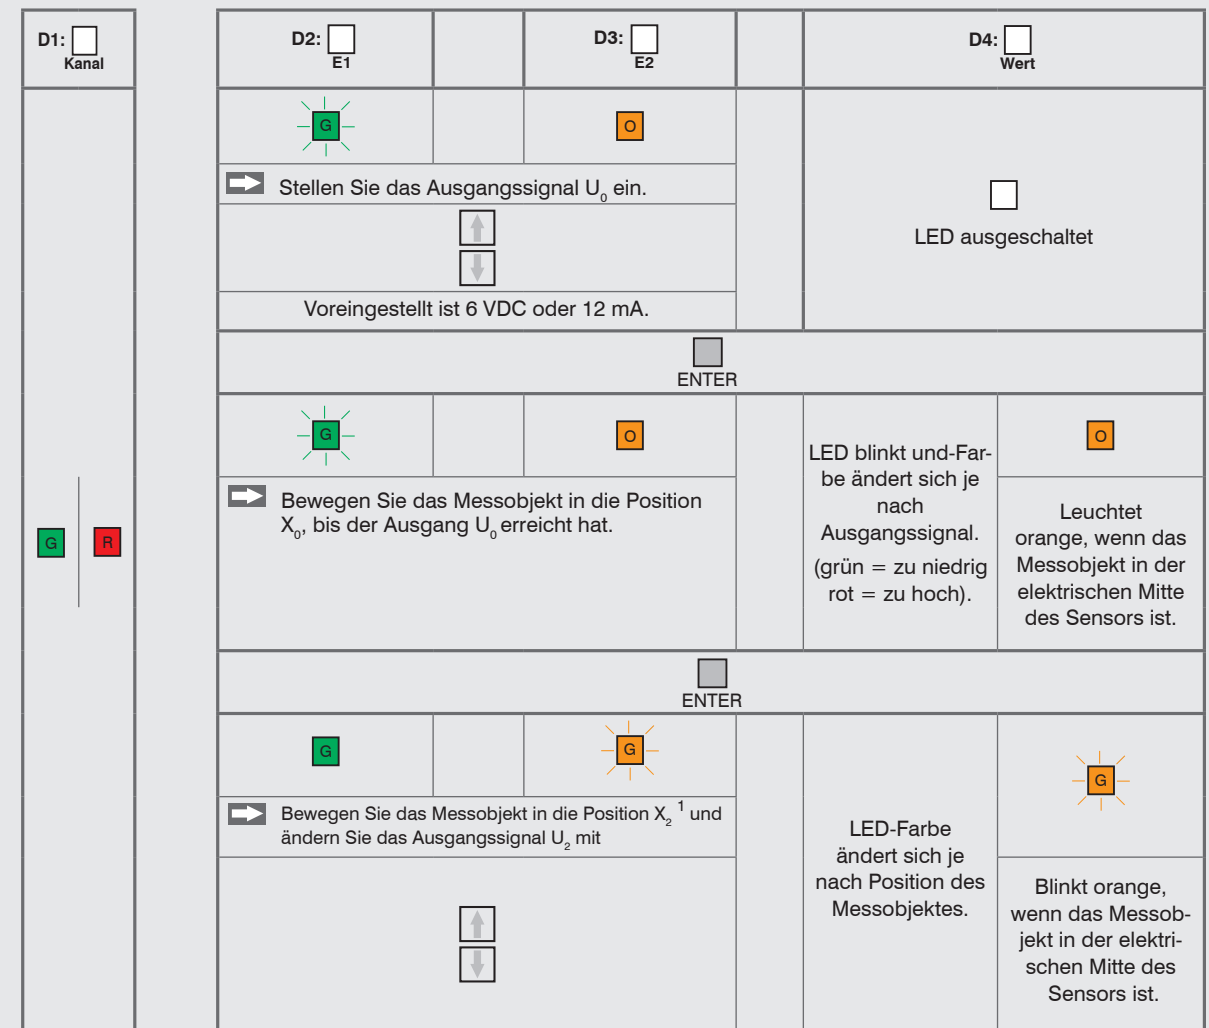 D1:
Kanal
D2:
E1
D3:
E2
D4:
Wert
G
O
Stellen Sie das Ausgangssignal U₀ ein.
LED ausgeschaltet
Voreingestellt ist 6 VDC oder 12 mA.
ENTER
G
O
LED blinkt und-Far-
be ändert sich je
nach
Ausgangssignal.
(grün = zu niedrig
rot = zu hoch).
O
Bewegen Sie das Messobjekt in die Position
X₀, bis der Ausgang U₀ erreicht hat.
Leuchtet
orange, wenn das
Messobjekt in der
elektrischen Mitte
des Sensors ist.
G
R
ENTER
G
G
G
Bewegen Sie das Messobjekt in die Position X₂ ¹ und
ändern Sie das Ausgangssignal U₂ mit
LED-Farbe
ändert sich je
nach Position des
Messobjektes.
Blinkt orange,
wenn das Messob-
jekt in der elektri-
schen Mitte des
Sensors ist.